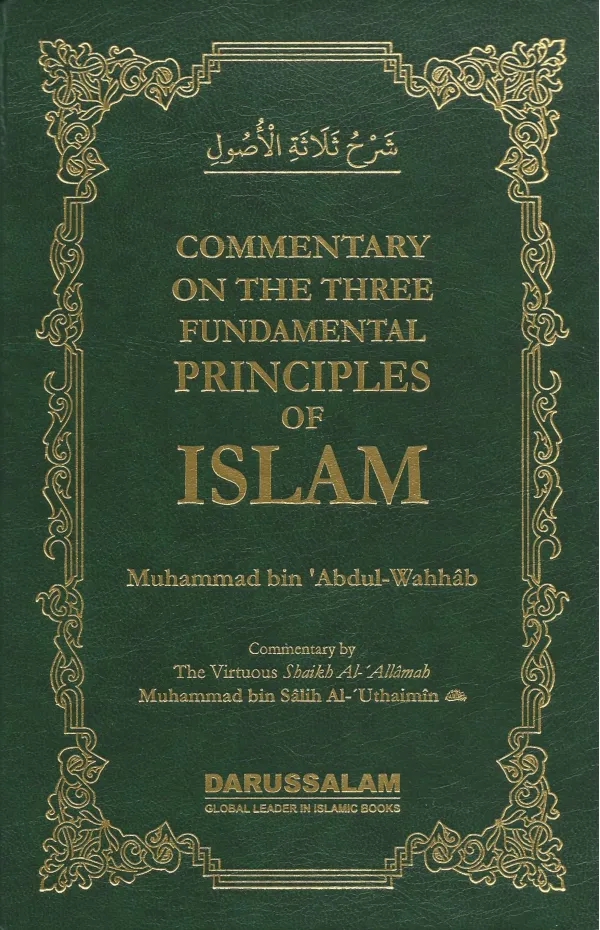 شَرْحُ ثَلَاثَةِ الْأُصُولِ
COMMENTARY
ON THE THREE
FUNDAMENTAL
PRINCIPLES
OF
ISLAM
Muhammad bin 'Abdul-Wahhâb
Commentary by
The Virtuous Shaikh Al-´Allâmah
Muhammad bin Sâlih Al-´Uthaimîn
DARUSSALAM
GLOBAL LEADER IN ISLAMIC BOOKS